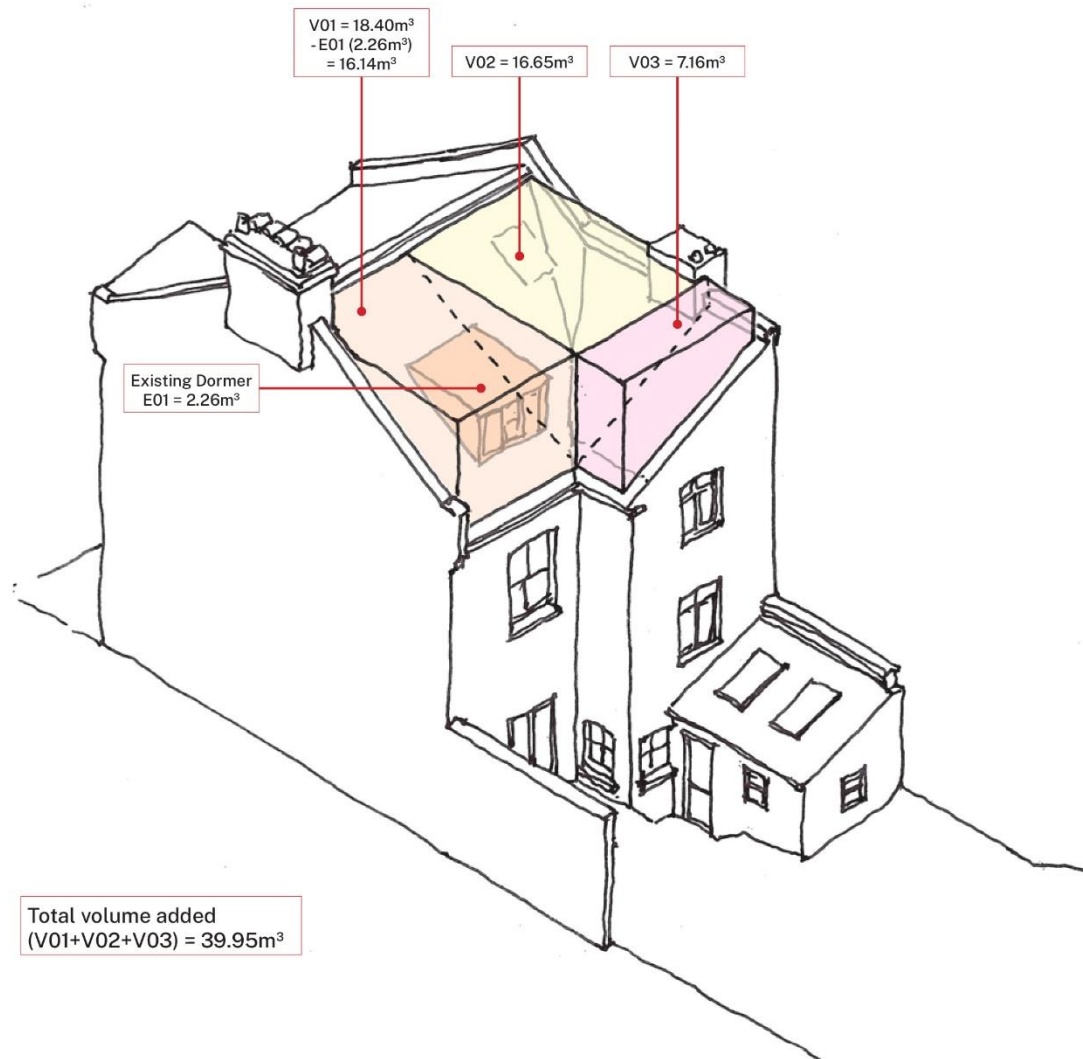 V01 = 18.40m³
- E01 (2.26m³)
= 16.14m³
V02 = 16.65m³
V03 = 7.16m³
Existing Dormer
E01 = 2.26m³
Total volume added
(V01+V02+V03) = 39.95m³